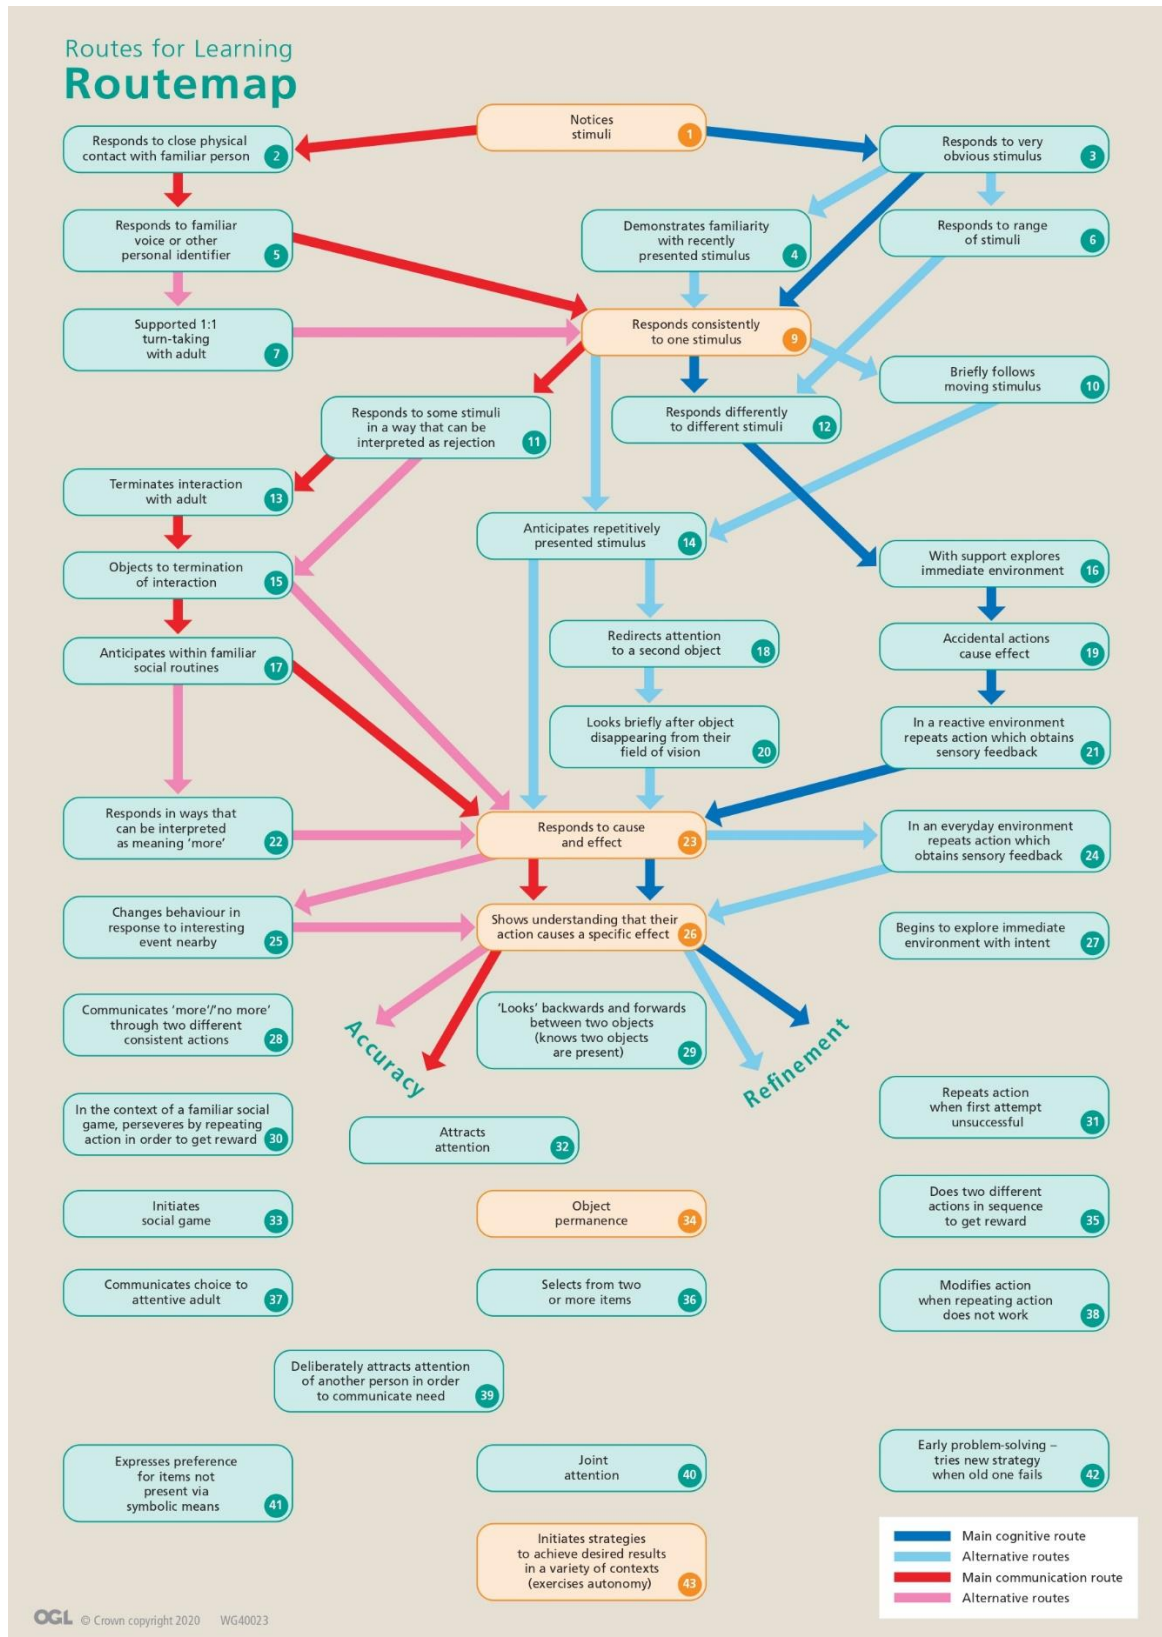 Routes for Learning
Routemap
Notices
stimuli
1
Responds to close physical
contact with familiar person
2
Responds to very
obvious stimulus
3
Demonstrates familiarity
with recently
presented stimulus
4
Responds to familiar
voice or other
personal identifier
5
Responds to range
of stimuli
6
Supported 1:1
turn-taking
with adult
7
Responds consistently
to one stimulus
9
Briefly follows
moving stimulus
10
Responds to some stimuli
in a way that can be
interpreted as rejection
11
Responds differently
to different stimuli
12
Terminates interaction
with adult
13
Anticipates repetitively
presented stimulus
14
Objects to termination
of interaction
15
With support explores
immediate environment
16
Anticipates within familiar
social routines
17
Redirects attention
to a second object
18
Accidental actions
cause effect
19
Looks briefly after object
disappearing from their
field of vision
20
In a reactive environment
repeats action which obtains
sensory feedback
21
Responds in ways that
can be interpreted
as meaning ‘more’
22
Responds to cause
and effect
23
In an everyday environment
repeats action which
obtains sensory feedback
24
Changes behaviour in
response to interesting
event nearby
25
Shows understanding that their
action causes a specific effect
26
Begins to explore immediate
environment with intent
27
Communicates ‘more’/‘no more’
through two different
consistent actions
28
Accuracy
‘Looks’ backwards and forwards
between two objects
(knows two objects
are present)
29
Refinement
In the context of a familiar social
game, perseveres by repeating
action in order to get reward
30
Repeats action
when first attempt
unsuccessful
31
Attracts
attention
32
Initiates
social game
33
Object
permanence
34
Does two different
actions in sequence
to get reward
35
Selects from two
or more items
36
Communicates choice to
attentive adult
37
Modifies action
when repeating action
does not work
38
Deliberately attracts attention
of another person in order
to communicate need
39
Joint
attention
40
Expresses preference
for items not
present via
symbolic means
41
Early problem-solving –
tries new strategy
when old one fails
42
Initiates strategies
to achieve desired results
in a variety of contexts
(exercises autonomy)
43
Main cognitive route
Alternative routes
Main communication route
Alternative routes
OGL © Crown copyright 2020 WG40023